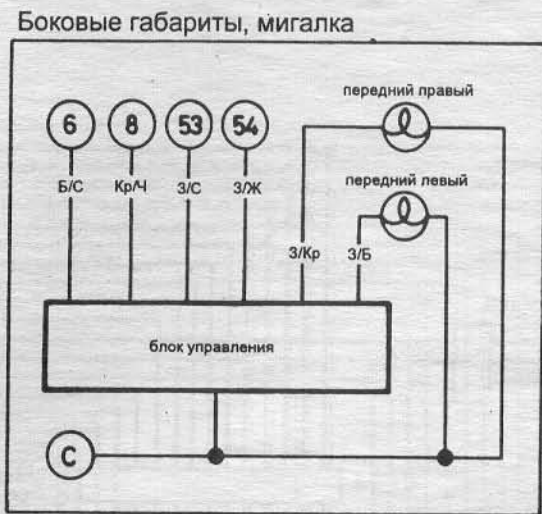 Боковые габариты, мигалка
передний правый
6 8 53 54
Б/С Кр/Ч З/С З/Ж
передний левый
З/Кр З/Б
блок управления
C